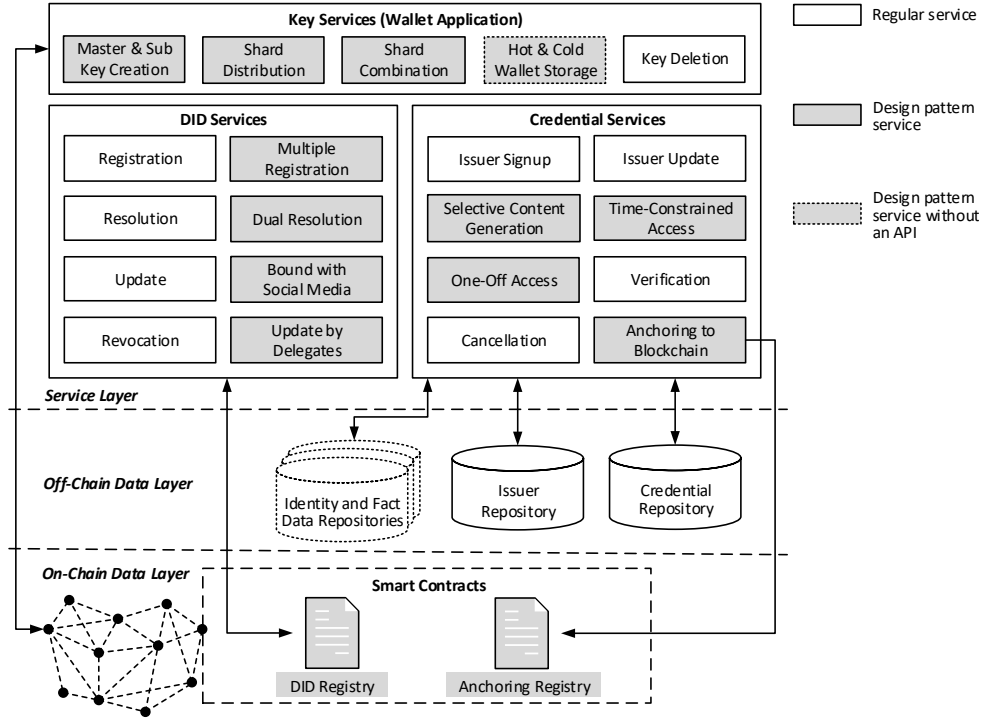 Key Services (Wallet Application)
Master & Sub
Key Creation
Shard
Distribution
Shard
Combination
Hot & Cold
Wallet Storage
Key Deletion
Regular service
Design pattern
service
Design pattern
service without
an API
DID Services
Registration
Multiple
Registration
Resolution
Dual Resolution
Update
Bound with
Social Media
Revocation
Update by
Delegates
Credential Services
Issuer Signup
Issuer Update
Selective Content
Generation
Time-Constrained
Access
One-Off Access
Verification
Cancellation
Anchoring to
Blockchain
Service Layer
Off-Chain Data Layer
Identity and Fact
Data Repositories
Issuer
Repository
Credential
Repository
On-Chain Data Layer
Smart Contracts
DID Registry
Anchoring Registry